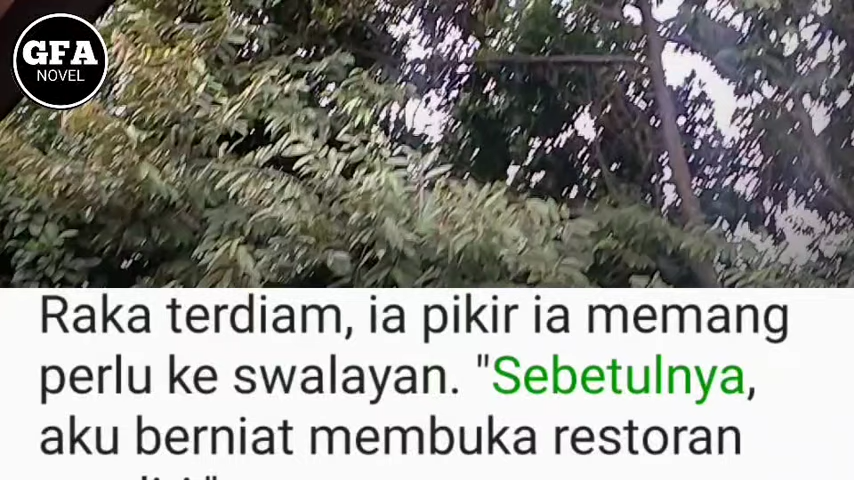 GFA
NOVEL
Raka terdiam, ia pikir ia memang
perlu ke swalayan. "Sebetulnya,
aku berniat membuka restoran